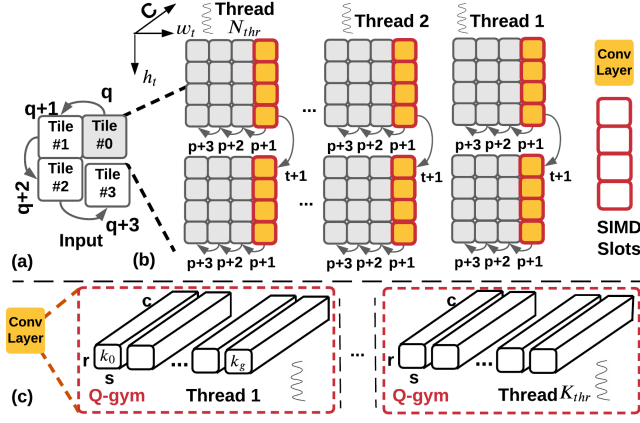 C
w_t
h_t
Thread
N_thr
Thread 2
Thread 1
Conv
Layer
q
q+1
Tile
#1
Tile
#0
Tile
#2
Tile
#3
q+2
q+3
Input
(a)
(b)
...
p+3 p+2 p+1
p+3 p+2 p+1
p+3 p+2 p+1
t+1
t+1
t+1
...
p+3 p+2 p+1
p+3 p+2 p+1
p+3 p+2 p+1
SIMD
Slots
Conv
Layer
(c)
c
k_0
...
k_g
r
s
Q-gym
Thread 1
...
c
...
r
s
Q-gym
Thread K_thr